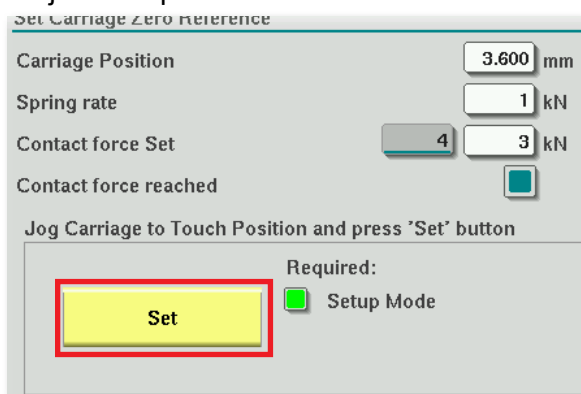 Set Carriage Zero Reference
Carriage Position 3.600 mm
Spring rate 1 kN
Contact force Set 4 3 kN
Contact force reached
Jog Carriage to Touch Position and press 'Set' button
Required:
Setup Mode
Set